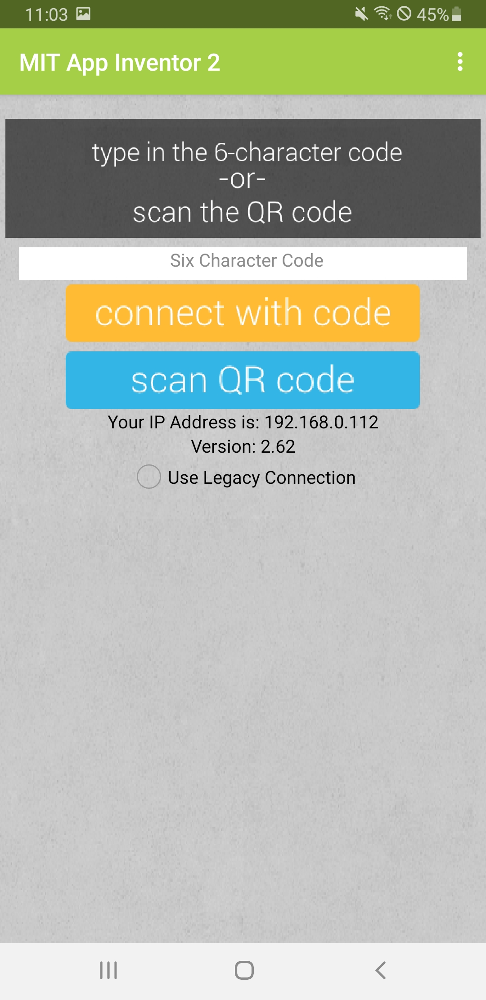 11:03
45%
MIT App Inventor 2
type in the 6-character code
-or-
scan the QR code
Six Character Code
connect with code
scan QR code
Your IP Address is: 192.168.0.112
Version: 2.62
Use Legacy Connection